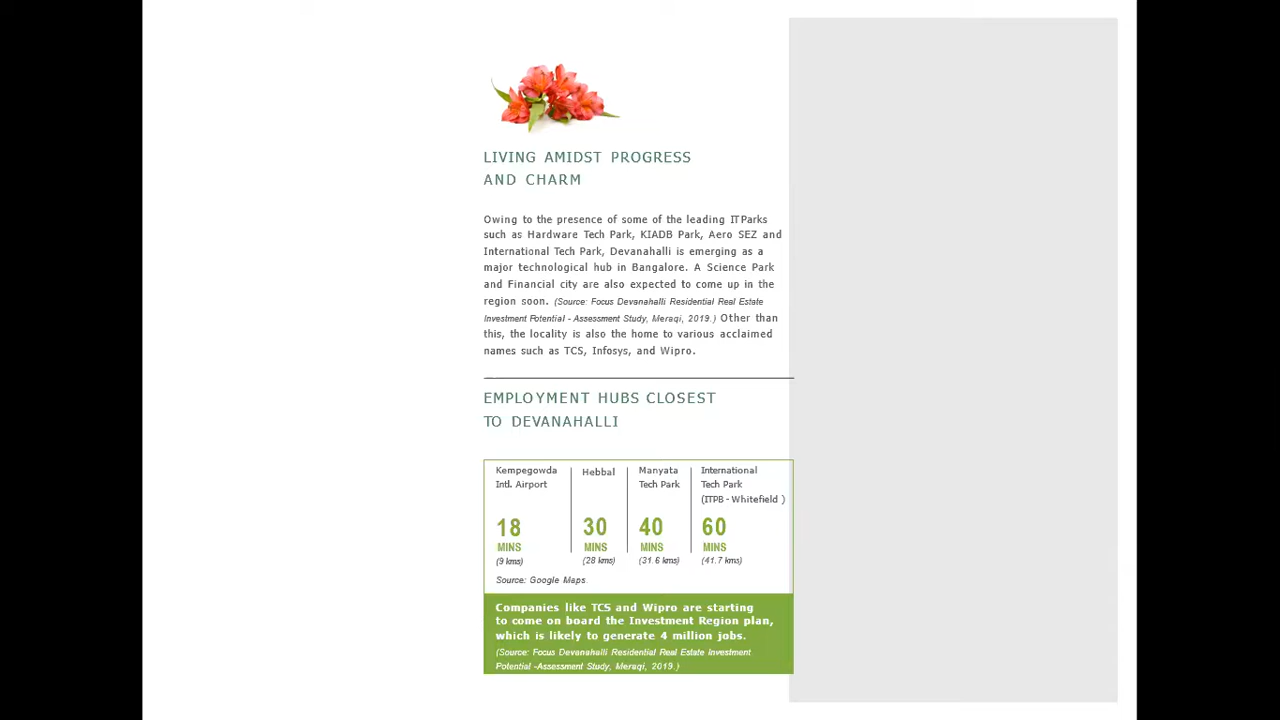 LIVING AMIDST PROGRESS
AND CHARM
Owing to the presence of some of the leading ITParks
such as Hardware Tech Park, KIADB Park, Aero SEZ and
International Tech Park, Devanahalli is emerging as a
major technological hub in Bangalore. A Science Park
and Financial city are also expected to come up in the
region soon. (Source: Focus Devanahalli Residential Real Estate
Investment Potential - Assessment Study, Meraqi, 2019.) Other than
this, the locality is also the home to various acclaimed
names such as TCS, Infosys, and Wipro.
EMPLOYMENT HUBS CLOSEST
TO DEVANAHALLI
Kempegowda
Intl. Airport
18
MINS
(9 kms)
Hebbal
30
MINS
(28 kms)
Manyata
Tech Park
40
MINS
(31.6 kms)
International
Tech Park
(ITPB - Whitefield )
60
MINS
(41.7 kms)
Source: Google Maps.
Companies like TCS and Wipro are starting
to come on board the Investment Region plan,
which is likely to generate 4 million jobs.
(Source: Focus Devanahalli Residential Real Estate Investment
Potential -Assessment Study, Meraqi, 2019.)